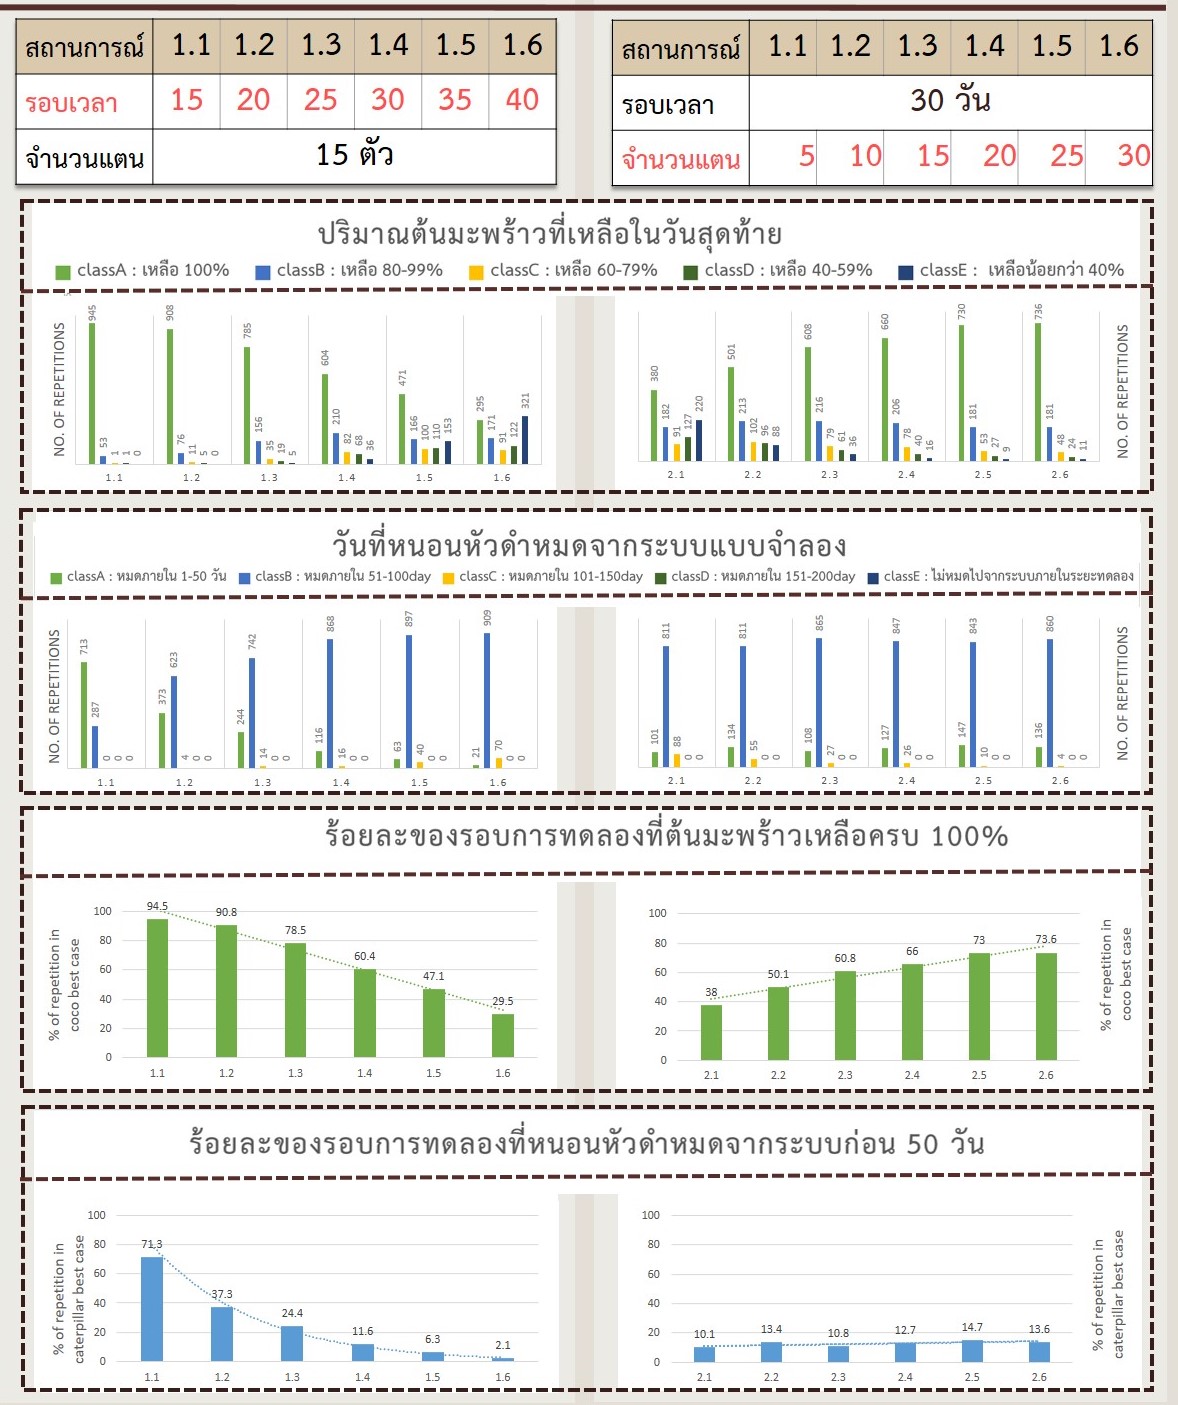 สถานการณ์ 1.1 1.2 1.3 1.4 1.5 1.6
รอบเวลา 15 20 25 30 35 40
จำนวนแตน 15 ตัว
สถานการณ์ 1.1 1.2 1.3 1.4 1.5 1.6
รอบเวลา 30 วัน
จำนวนแตน 5 10 15 20 25 30
ปริมาณต้นมะพร้าวที่เหลือในวันสุดท้าย
classA : เหลือ 100% classB : เหลือ 80-99% classC : เหลือ 60-79% classD : เหลือ 40-59% classE : เหลือน้อยกว่า 40%
NO. OF REPETITIONS
945 53 1 1 0 908 76 11 5 0 785 156 35 19 5 604 210 82 68 36 471 166 100 110 153 295 171 91 122 321
1.1 1.2 1.3 1.4 1.5 1.6
380 182 91 127 220 501 213 102 96 88 608 216 79 61 36 660 206 78 40 16 730 181 53 27 9 736 181 48 24 11
2.1 2.2 2.3 2.4 2.5 2.6
NO. OF REPETITIONS
วันที่หนอนหัวดำหมดจากระบบแบบจำลอง
classA : หมดภายใน 1-50 วัน classB : หมดภายใน 51-100day classC : หมดภายใน 101-150day classD : หมดภายใน 151-200day classE : ไม่หมดไปจากระบบภายในระยะทดลอง
NO. OF REPETITIONS
713 287 0 0 0 373 623 4 0 0 244 742 14 0 0 116 868 16 0 0 63 897 40 0 0 21 909 70 0 0
1.1 1.2 1.3 1.4 1.5 1.6
101 811 88 0 0 134 811 55 0 0 108 865 27 0 0 127 847 26 0 0 147 843 10 0 0 136 860 4 0 0
2.1 2.2 2.3 2.4 2.5 2.6
NO. OF REPETITIONS
ร้อยละของรอบการทดลองที่ต้นมะพร้าวเหลือครบ 100%
% of repetition in
coco best case
100
80
60
40
20
0
94.5 90.8 78.5 60.4 47.1 29.5
1.1 1.2 1.3 1.4 1.5 1.6
100
80
60
40
20
0
38 50.1 60.8 66 73 73.6
2.1 2.2 2.3 2.4 2.5 2.6
% of repetition in
coco best case
ร้อยละของรอบการทดลองที่หนอนหัวดำหมดจากระบบก่อน 50 วัน
% of repetition in
caterpillar best case
100
80
60
40
20
0
71.3 37.3 24.4 11.6 6.3 2.1
1.1 1.2 1.3 1.4 1.5 1.6
100
80
60
40
20
0
10.1 13.4 10.8 12.7 14.7 13.6
2.1 2.2 2.3 2.4 2.5 2.6
% of repetition in
caterpillar best case